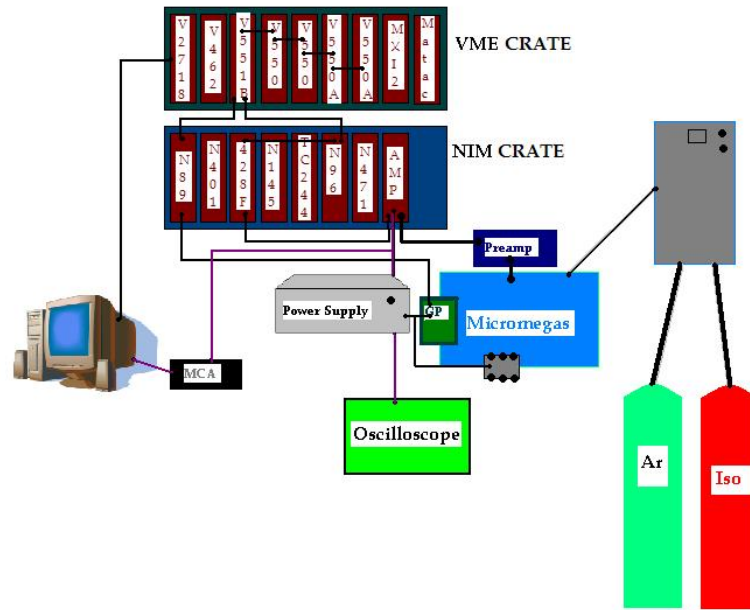 V2718
V462
V551B
V550
V550
V550A
V550A
MXI2
Matac
VME CRATE
N89
N401
428F
N145
TC244
N96
N471
AMP
NIM CRATE
Preamp
Power Supply
GP
Micromegas
MCA
Oscilloscope
Ar
Iso